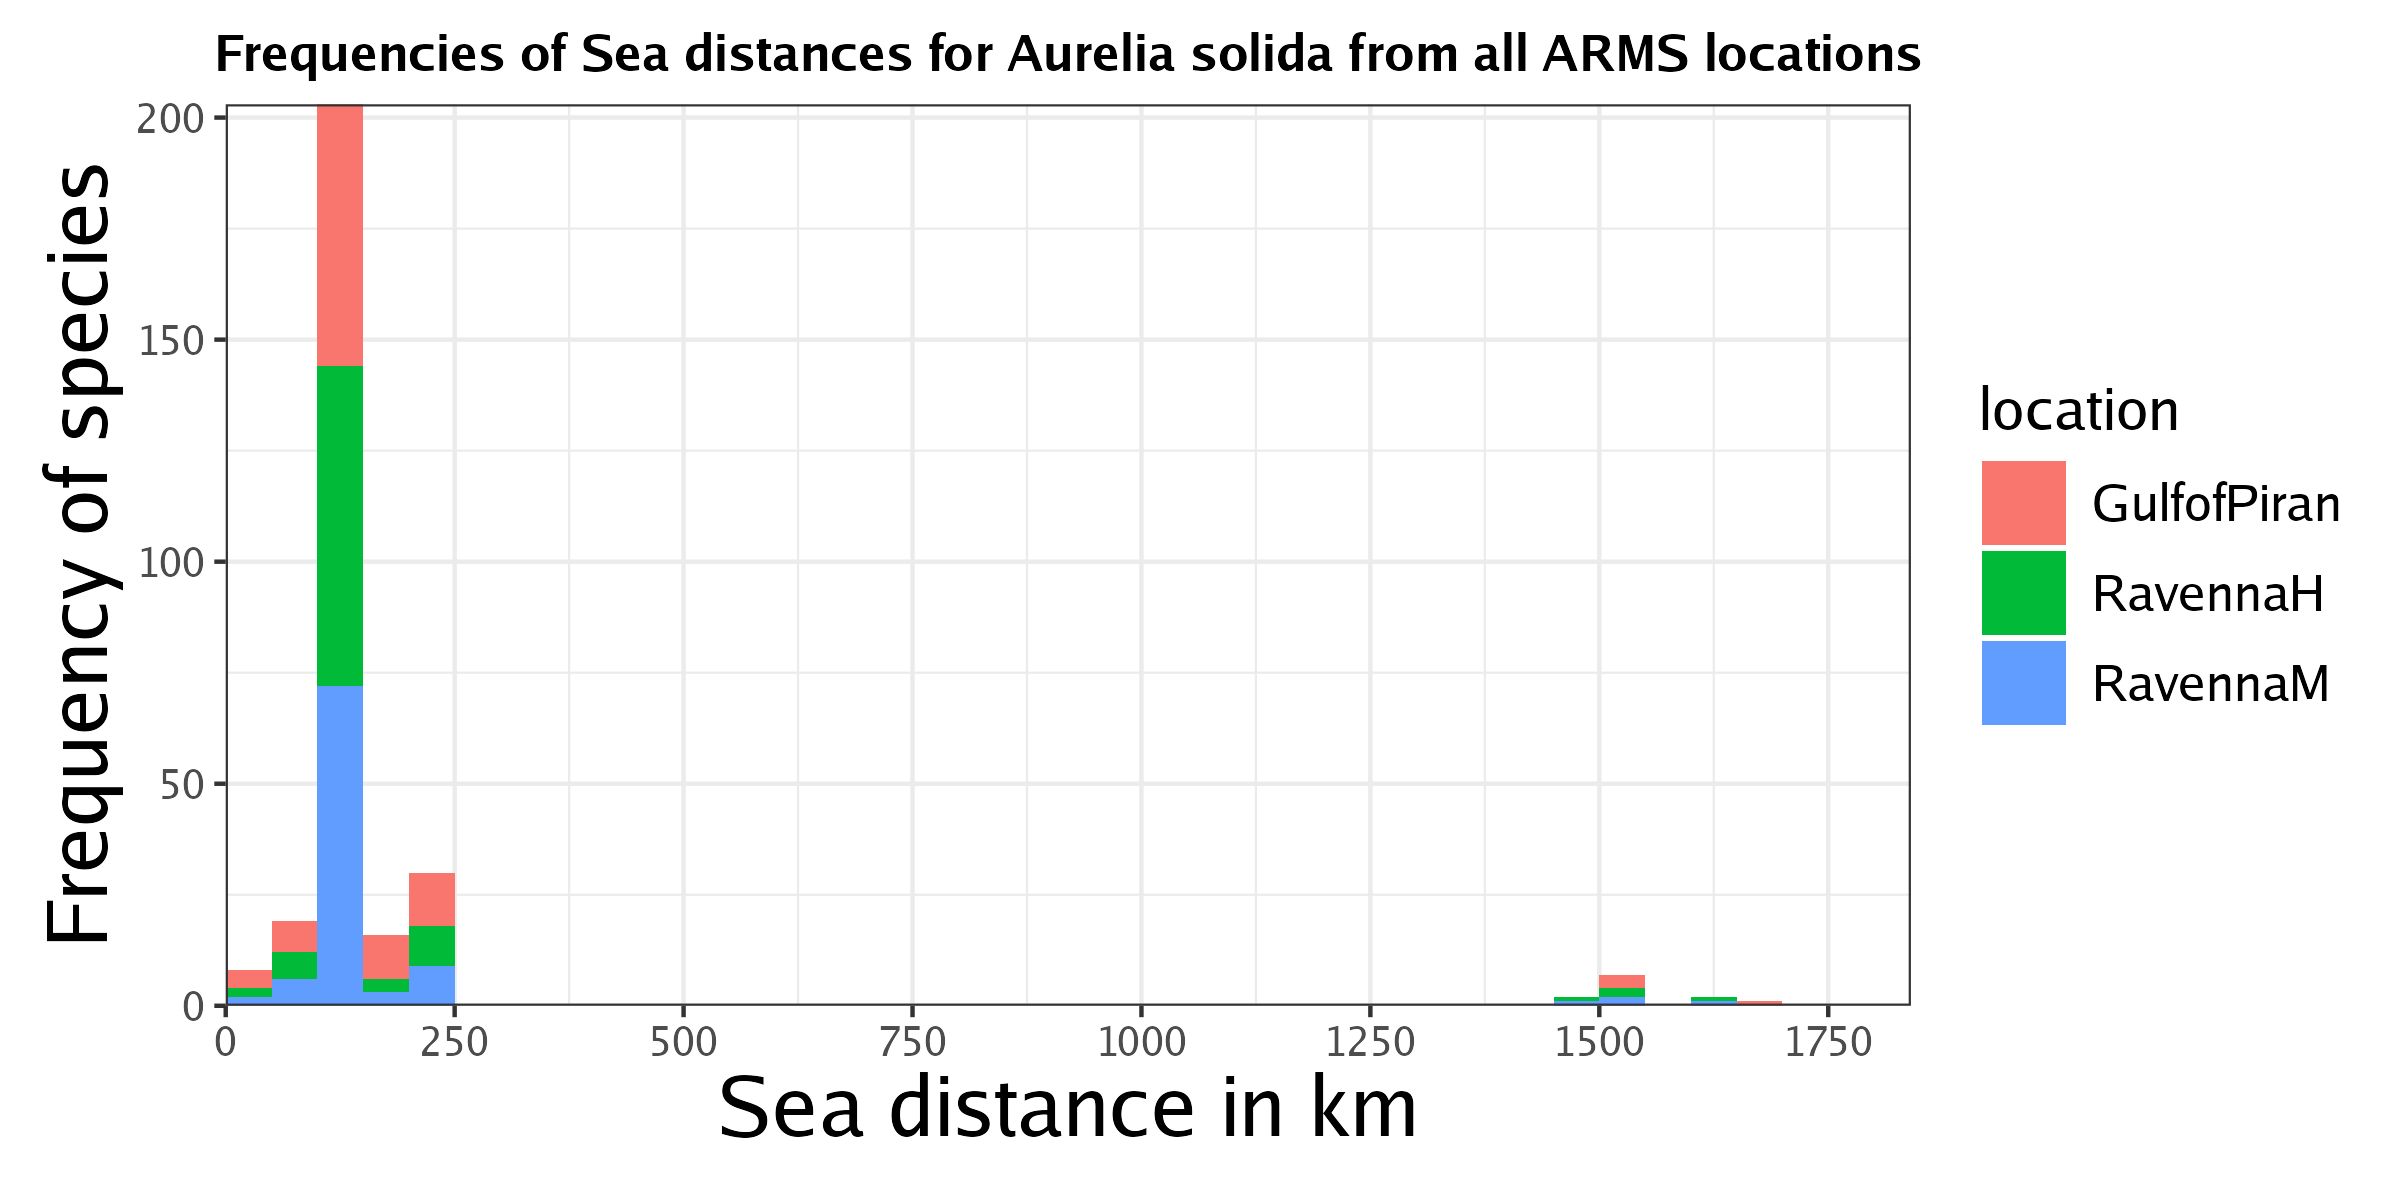 Frequencies of Sea distances for Aurelia solida from all ARMS locations
Frequency of species
200
150
100
50
0
0 250 500 750 1000 1250 1500 1750
Sea distance in km
location
GulfofPiran
RavennaH
RavennaM